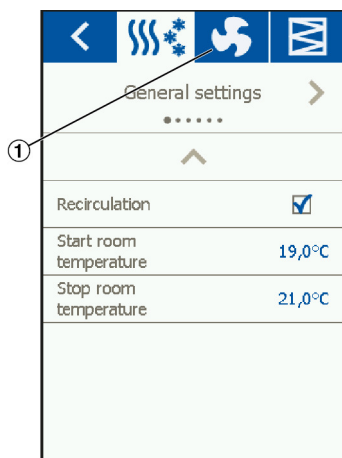 General settings
1
Recirculation
Start room
temperature
19,0°C
Stop room
temperature
21,0°C